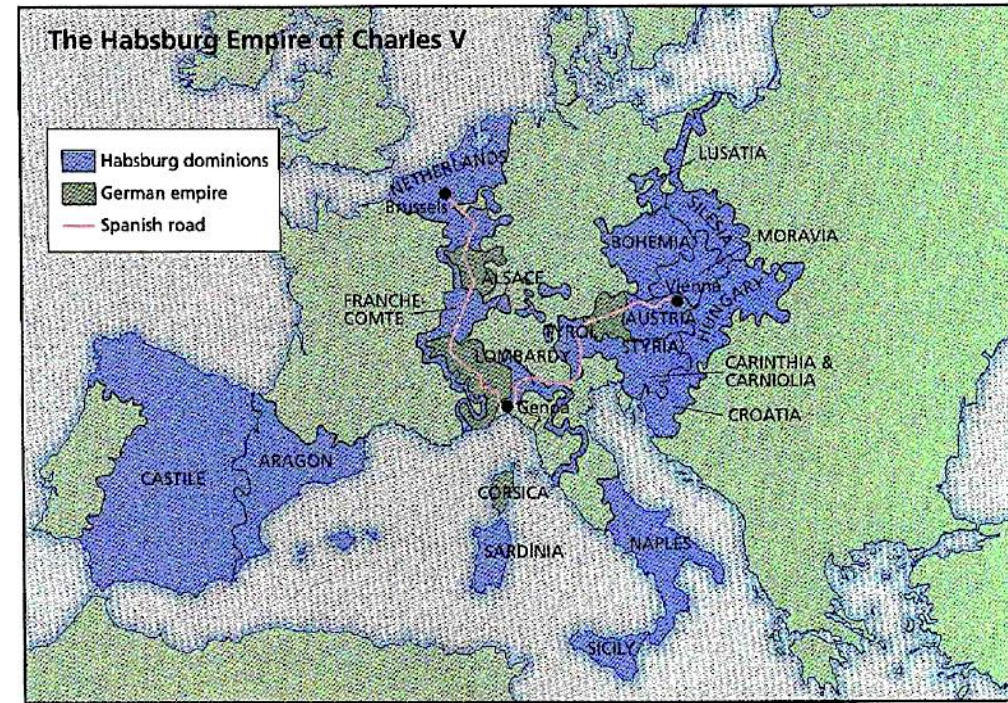 The Habsburg Empire of Charles V
Habsburg dominions
German empire
Spanish road
NETHERLANDS
Brussels
LUSATIA
SILESIA
BOHEMIA
MORAVIA
ALSACE
Vienna
FRANCHE-
COMTE
AUSTRIA
HUNGARY
TYROL
STYRIA
LOMBARDY
CARINTHIA &
CARNIOLIA
Genoa
CROATIA
ARAGON
CASTILE
CORSICA
SARDINIA
NAPLES
SICILY